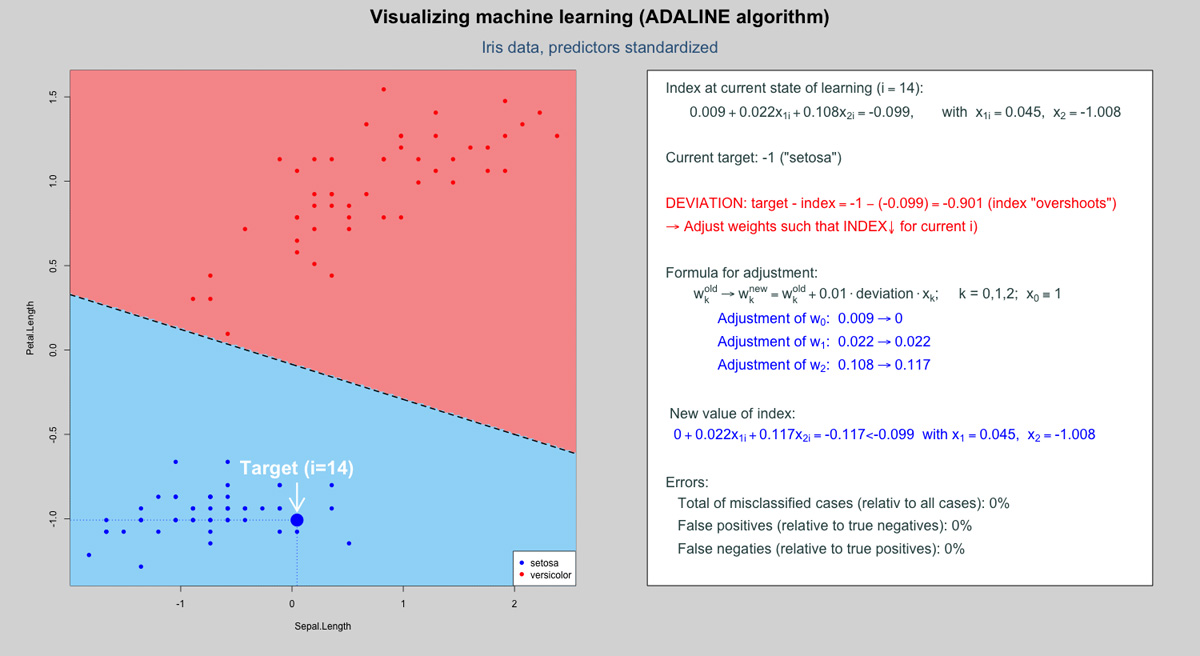 Visualizing machine learning (ADALINE algorithm)
Iris data, predictors standardized
Petal.Length
1.5
1.0
0.5
0.0
-0.5
-1.0
Target (i=14)
setosa
versicolor
-1
0
1
2
Sepal.Length
Index at current state of learning (i = 14):
0.009 + 0.022x₁ᵢ + 0.108x₂ᵢ = -0.099, with x₁ᵢ = 0.045, x₂ = -1.008
Current target: -1 ("setosa")
DEVIATION: target - index = -1 − (-0.099) = -0.901 (index "overshoots")
→ Adjust weights such that INDEX↓ for current i)
Formula for adjustment:
wₖ^old → wₖ^new = wₖ^old + 0.01 · deviation · xₖ; k = 0,1,2; x₀ ≡ 1
Adjustment of w₀: 0.009 → 0
Adjustment of w₁: 0.022 → 0.022
Adjustment of w₂: 0.108 → 0.117
New value of index:
0 + 0.022x₁ᵢ + 0.117x₂ᵢ = -0.117<-0.099 with x₁ = 0.045, x₂ = -1.008
Errors:
Total of misclassified cases (relativ to all cases): 0%
False positives (relative to true negatives): 0%
False negaties (relative to true positives): 0%